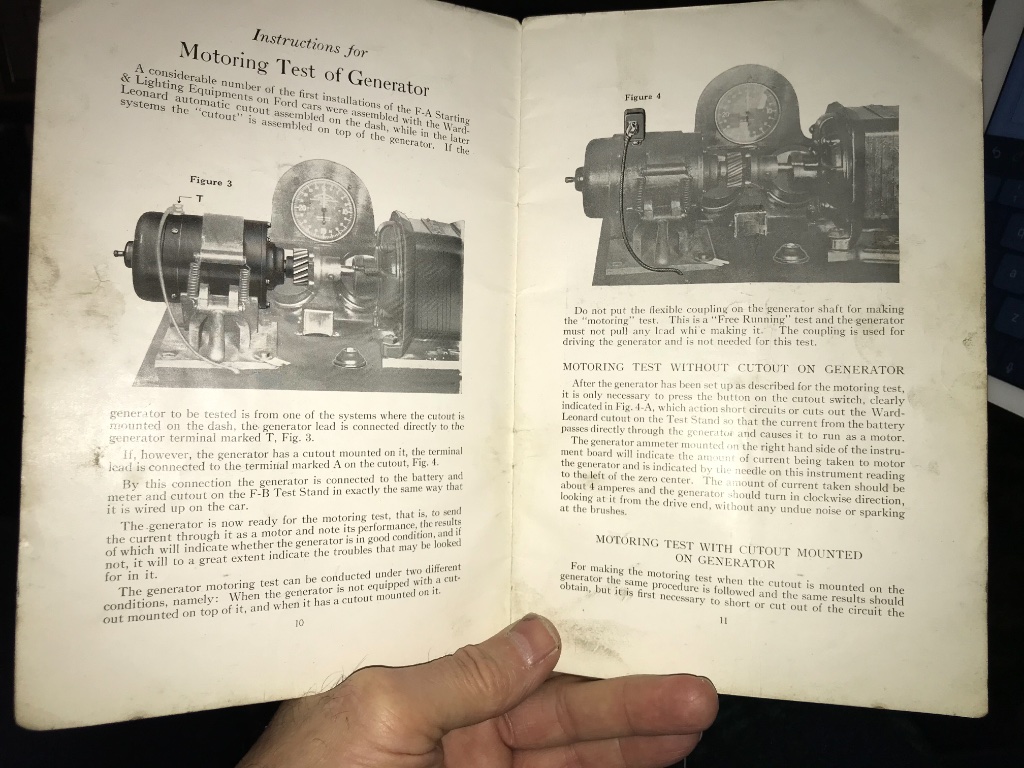 Instructions for
Motoring Test of Generator
A considerable number of the first installations of the F-A Starting
& Lighting Equipments on Ford cars were assembled with the Ward-
Leonard automatic cutout assembled on the dash, while in the later
systems the "cutout" is assembled on top of the generator. If the
Figure 3
T
generator to be tested is from one of the systems where the cutout is
mounted on the dash, the generator lead is connected directly to the
generator terminal marked T, Fig. 3.
If, however, the generator has a cutout mounted on it, the terminal
lead is connected to the terminal marked A on the cutout, Fig. 4.
By this connection the generator is connected to the battery and
meter and cutout on the F-B Test Stand in exactly the same way that
it is wired up on the car.
The generator is now ready for the motoring test, that is, to send
the current through it as a motor and note its performance, the results
of which will indicate whether the generator is in good condition, and if
not, it will to a great extent indicate the troubles that may be looked
for in it.
The generator motoring test can be conducted under two different
conditions, namely: When the generator is not equipped with a cut-
out mounted on top of it, and when it has a cutout mounted on it.
10
Figure 4
Do not put the flexible coupling on the generator shaft for making
the "motoring" test. This is a "Free Running" test and the generator
must not pull any load whi e making it. The coupling is used for
driving the generator and is not needed for this test.
MOTORING TEST WITHOUT CUTOUT ON GENERATOR
After the generator has been set up as described for the motoring test,
it is only necessary to press the button on the cutout switch, clearly
indicated in Fig. 4-A, which action short circuits or cuts out the Ward-
Leonard cutout on the Test Stand so that the current from the battery
passes directly through the generator and causes it to run as a motor.
The generator ammeter mounted on the right hand side of the instru-
ment board will indicate the amount of current being taken to motor
the generator and is indicated by the needle on this instrument reading
to the left of the zero center. The amount of current taken should be
about 4 amperes and the generator should turn in clockwise direction,
looking at it from the drive end, without any undue noise or sparking
at the brushes.
MOTORING TEST WITH CUTOUT MOUNTED
ON GENERATOR
For making the motoring test when the cutout is mounted on the
generator the same procedure is followed and the same results should
obtain, but it is first necessary to short or cut out of the circuit the
11